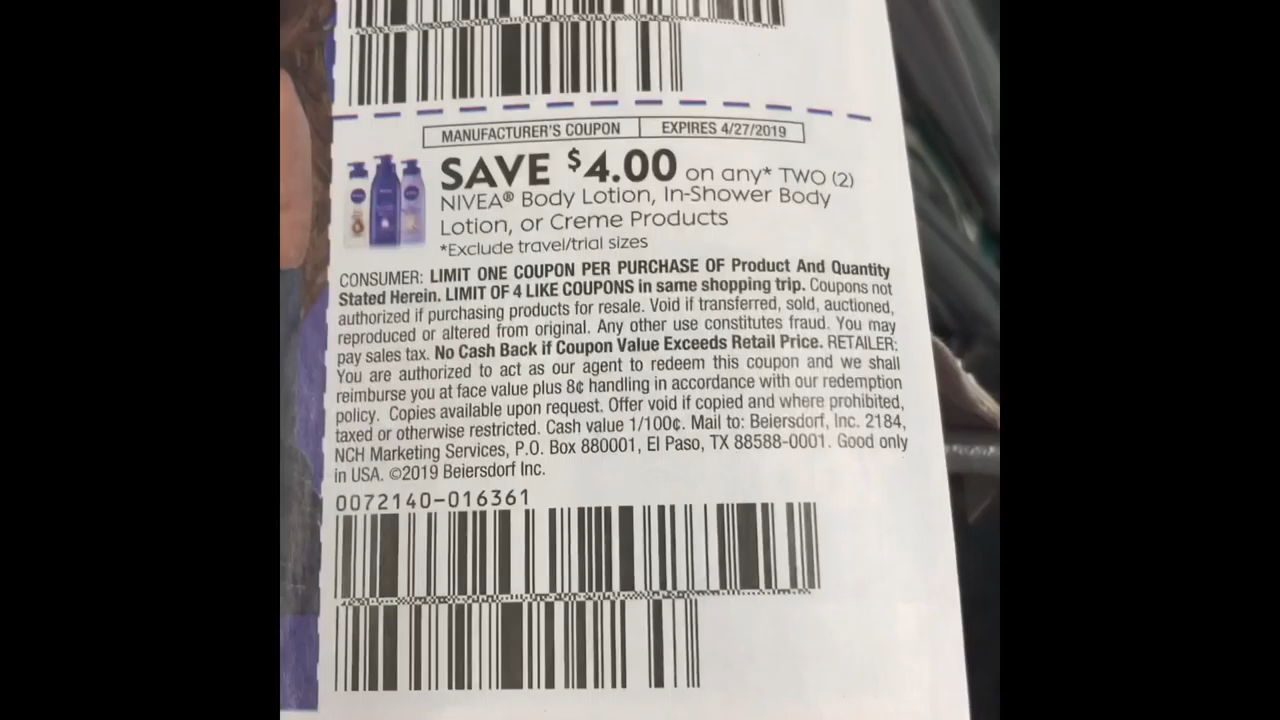 MANUFACTURER'S COUPON EXPIRES 4/27/2019
SAVE $4.00 on any* TWO (2)
NIVEA® Body Lotion, In-Shower Body
Lotion, or Creme Products
*Exclude travel/trial sizes
CONSUMER: LIMIT ONE COUPON PER PURCHASE OF Product And Quantity
Stated Herein. LIMIT OF 4 LIKE COUPONS in same shopping trip. Coupons not
authorized if purchasing products for resale. Void if transferred, sold, auctioned,
reproduced or altered from original. Any other use constitutes fraud. You may
pay sales tax. No Cash Back if Coupon Value Exceeds Retail Price. RETAILER:
You are authorized to act as our agent to redeem this coupon and we shall
reimburse you at face value plus 8¢ handling in accordance with our redemption
policy. Copies available upon request. Offer void if copied and where prohibited,
taxed or otherwise restricted. Cash value 1/100¢. Mail to: Beiersdorf, Inc. 2184,
NCH Marketing Services, P.O. Box 880001, El Paso, TX 88588-0001. Good only
in USA. ©2019 Beiersdorf Inc.
0072140-016361